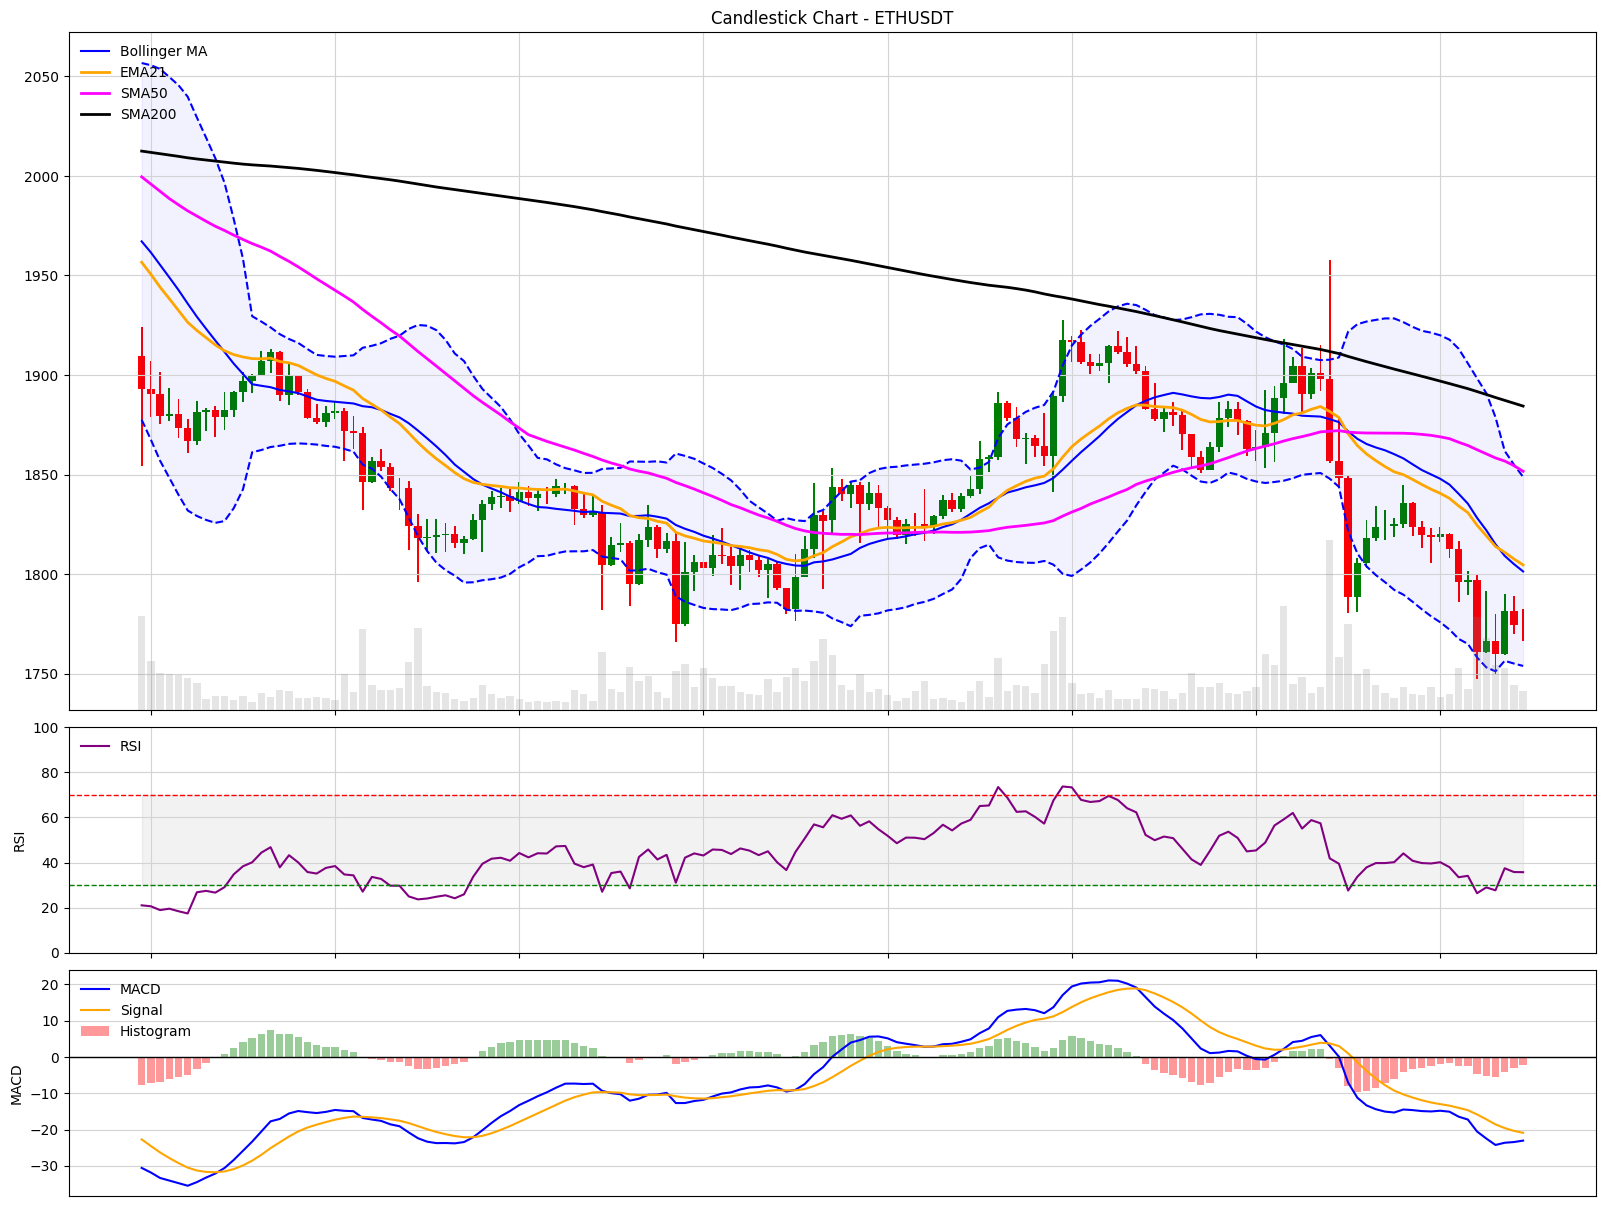 Candlestick Chart - ETHUSDT
Bollinger MA
EMA21
SMA50
SMA200
2050
2000
1950
1900
1850
1800
1750
RSI
100
80
60
40
20
0
RSI
MACD
Signal
Histogram
20
10
0
−10
−20
−30
MACD